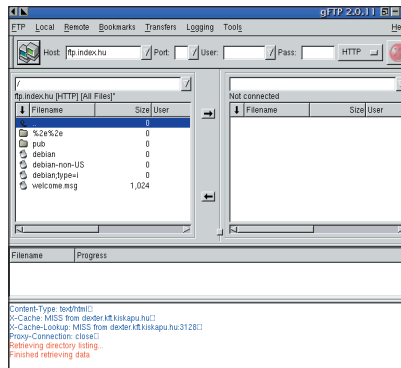 gFTP 2.0.11
FTP Local Remote Bookmarks Transfers Logging Tools
Host: ftp.index.hu Port: User: Pass: HTTP
/
ftp.index.hu [HTTP] [All Files]*
Not connected
Filename Size User
Filename Size User
.. 0
%2e%2e 0
pub 0
debian 0
debian-non-US 0
debian;type=i 0
welcome.msg 1,024
Filename Progress
Content-Type: text/html
X-Cache: MISS from dexter.kft.kiskapu.hu
X-Cache-Lookup: MISS from dexter.kft.kiskapu.hu:3128
Proxy-Connection: close
Retrieving directory listing...
Finished retrieving data